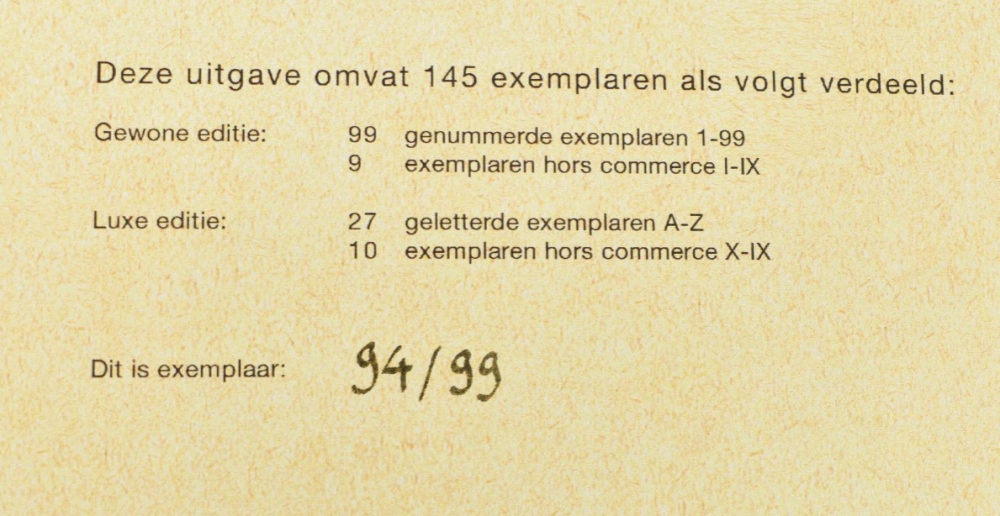 Deze uitgave omvat 145 exemplaren als volgt verdeeld:
Gewone editie: 99 genummerde exemplaren 1-99
9 exemplaren hors commerce I-IX
Luxe editie: 27 geletterde exemplaren A-Z
10 exemplaren hors commerce X-IX
Dit is exemplaar: 94/99